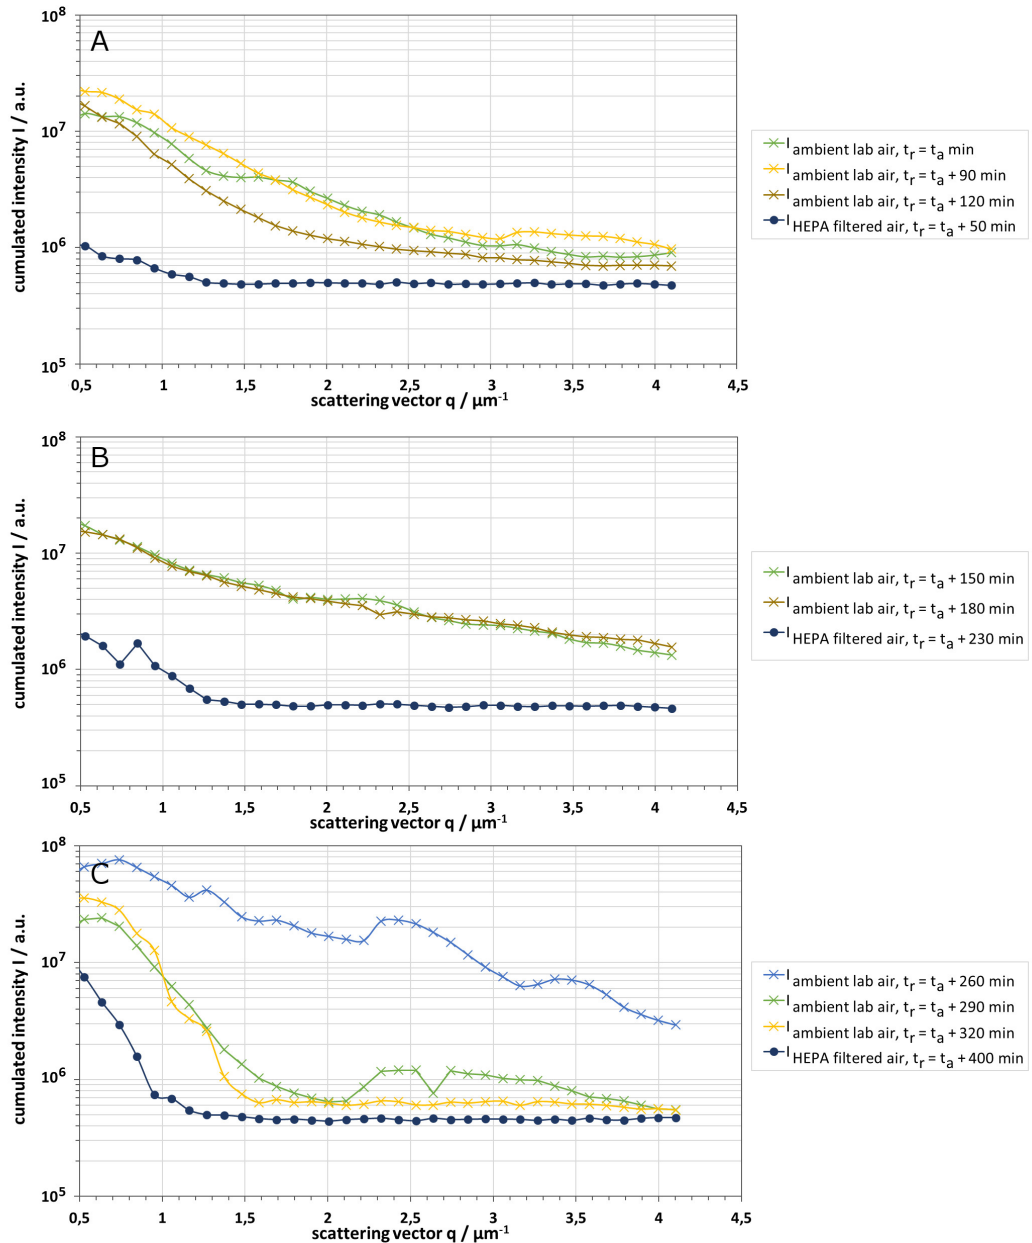 A
cumulated intensity I / a.u.
10⁸
10⁷
10⁶
10⁵
0,5 1 1,5 2 2,5 3 3,5 4 4,5
scattering vector q / µm⁻¹
I ambient lab air, tr = ta min
I ambient lab air, tr = ta + 90 min
I ambient lab air, tr = ta + 120 min
I HEPA filtered air, tr = ta + 50 min
B
cumulated intensity I / a.u.
10⁸
10⁷
10⁶
10⁵
0,5 1 1,5 2 2,5 3 3,5 4 4,5
scattering vector q / µm⁻¹
I ambient lab air, tr = ta + 150 min
I ambient lab air, tr = ta + 180 min
I HEPA filtered air, tr = ta + 230 min
C
cumulated intensity I / a.u.
10⁸
10⁷
10⁶
10⁵
0,5 1 1,5 2 2,5 3 3,5 4 4,5
scattering vector q / µm⁻¹
I ambient lab air, tr = ta + 260 min
I ambient lab air, tr = ta + 290 min
I ambient lab air, tr = ta + 320 min
I HEPA filtered air, tr = ta + 400 min